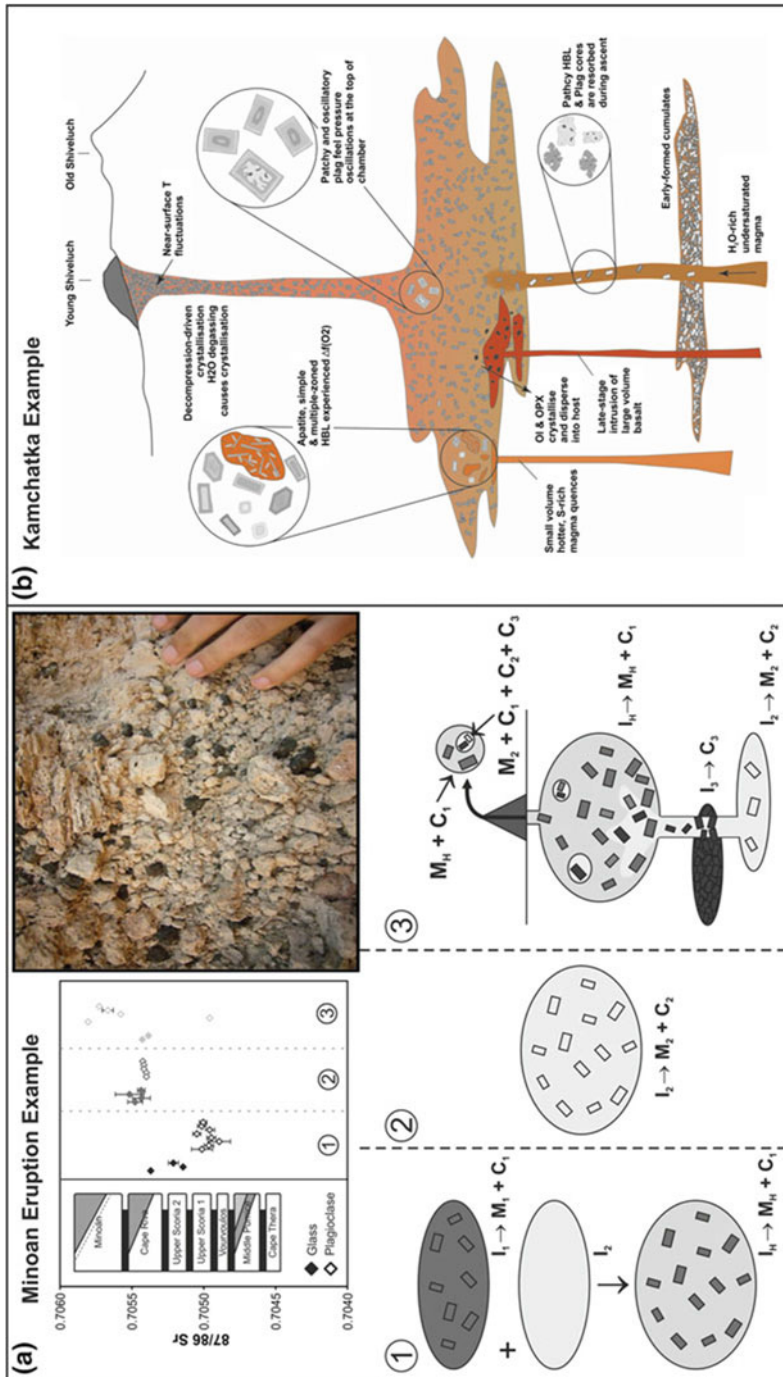 (a)
Minoan Eruption Example
0.7060
0.7055
0.7050
0.7045
0.7040
87/86 Sr
Minoan
Cape Riva
Upper Scoria 2
Upper Scoria 1
Vourvoulos
Middle Pumice
Cape Thera
Glass
Plagioclase
1
2
3
1
I₁ → M₁ + C₁
+
I₂
I_H → M_H + C₁
2
I₂ → M₂ + C₂
3
M_H + C₁
M₂ + C₁ + C₂ + C₃
I_H → M_H + C₁
I₃ → C₃
I₂ → M₂ + C₂
(b)
Kamchatka Example
Young Shiveluch
Old Shiveluch
Near-surface T
fluctuations
Decompression-driven
crystallisation
H2O degassing
causes crystallisation
Patchy and oscillatory
plag feel pressure
oscillations at the top of
chamber
Apatite, simple
& multiple-zoned
HBL experienced Δf(O2)
Pathcy HBL
& Plag cores
are resorbed
during ascent
Ol & OPX
crystallise
and disperse
into host
Early-formed cumulates
Small volume
hotter, S-rich
magma quences
Late-stage
intrusion of
large volume
basalt
H₂O-rich
undersaturated
magma